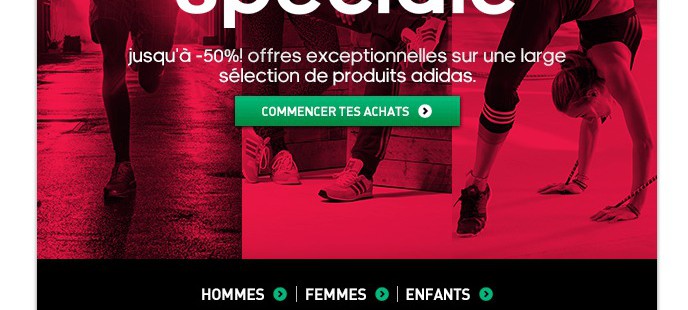 spéciale
jusqu'à -50%! offres exceptionnelles sur une large
sélection de produits adidas.
COMMENCER TES ACHATS
HOMMES | FEMMES | ENFANTS